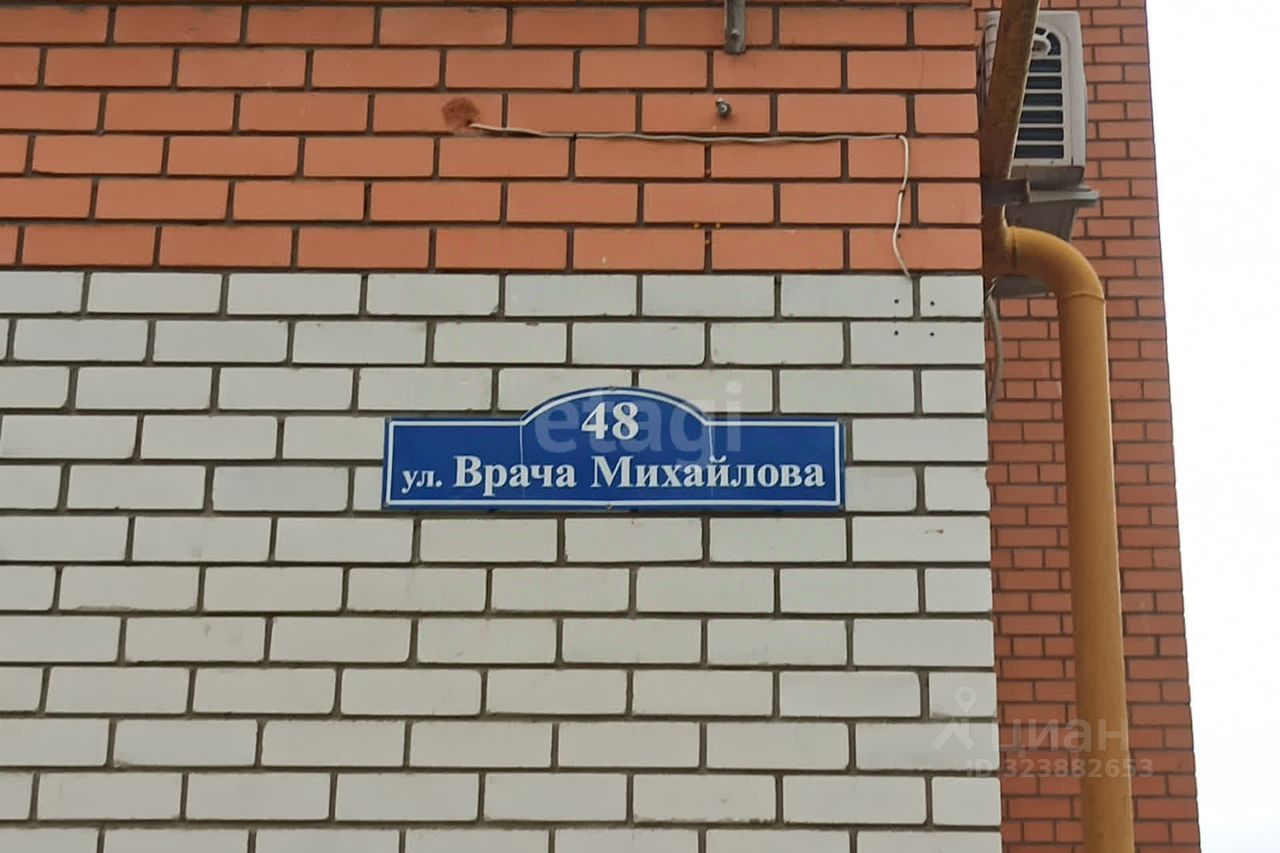 48
etagi
ул. Врача Михайлова
циан
ID 323882653